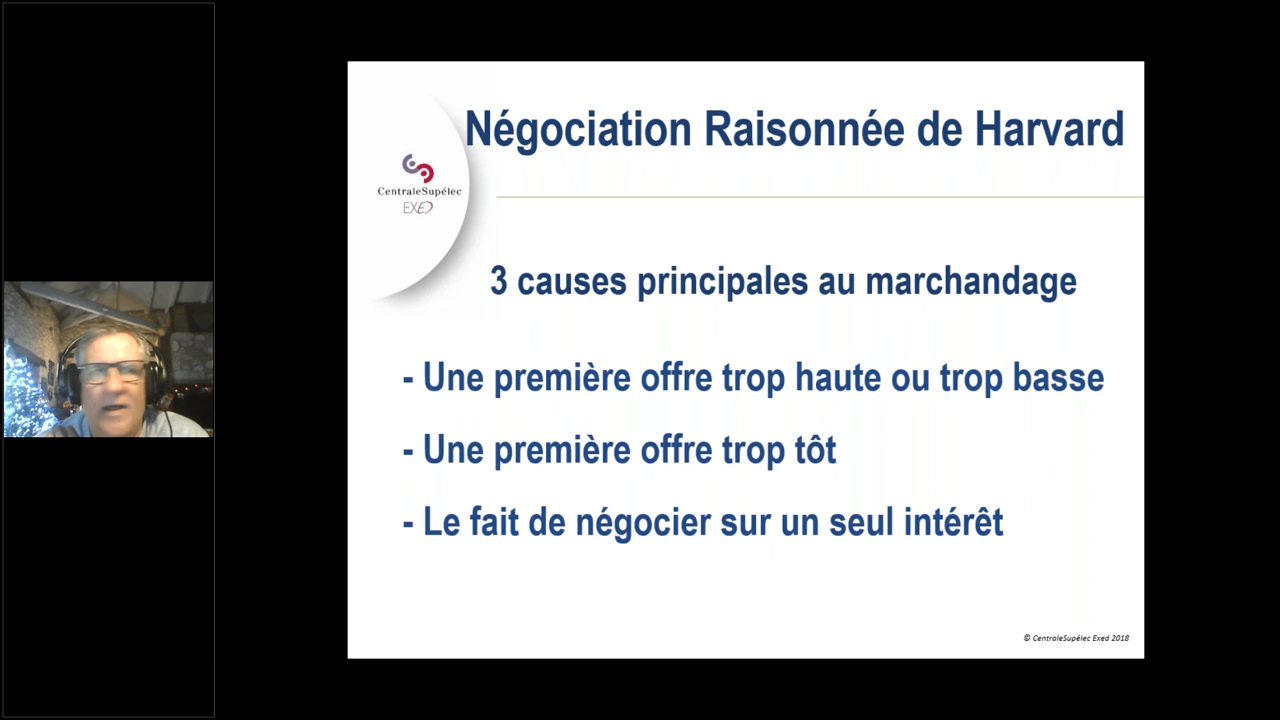 Négociation Raisonnée de Harvard
CentraleSupélec
EXED
3 causes principales au marchandage
- Une première offre trop haute ou trop basse
- Une première offre trop tôt
- Le fait de négocier sur un seul intérêt
© CentraleSupélec Exed 2018